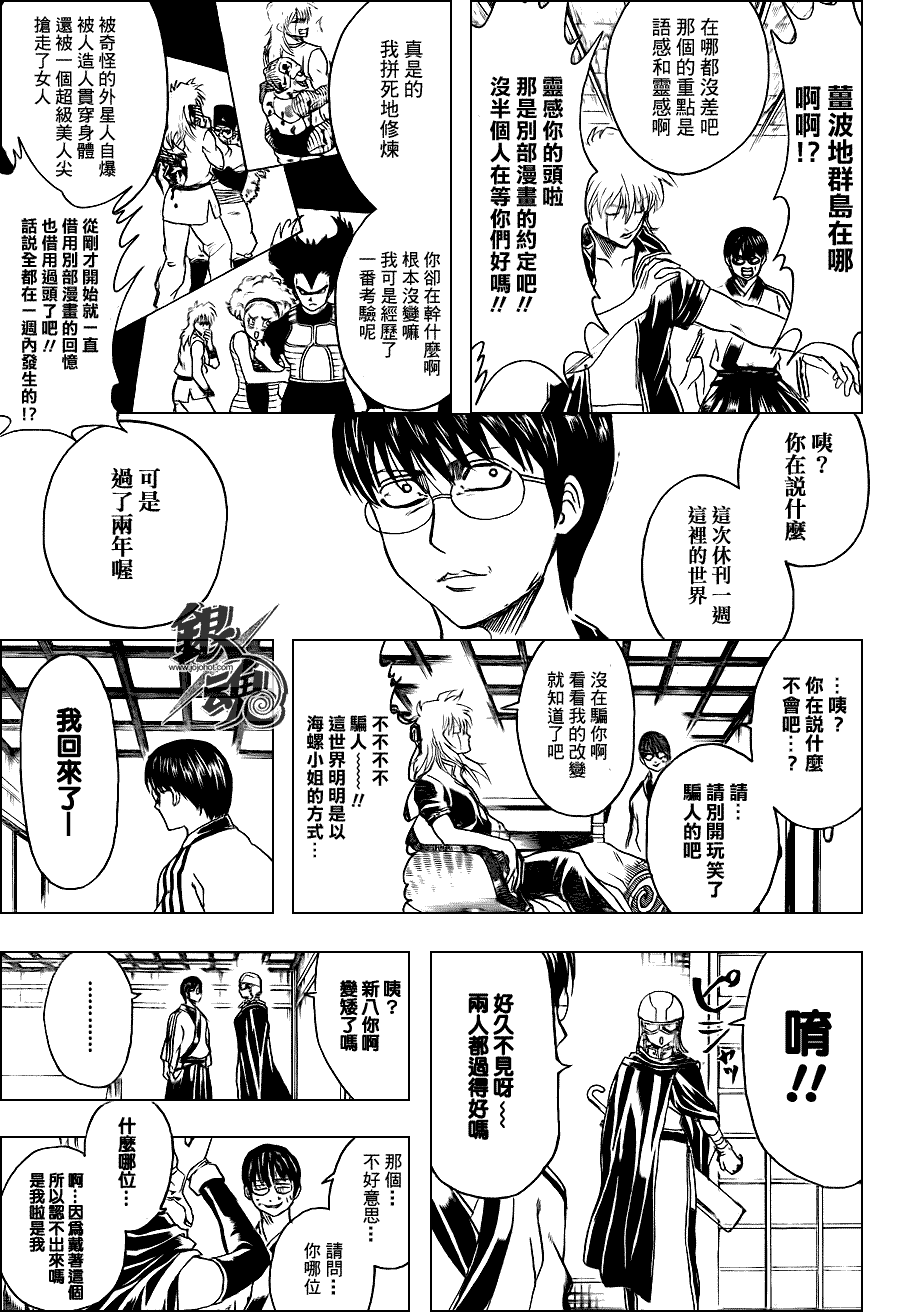 薑波地群島在哪
啊啊!?
在哪都沒差吧
那個的重點是
語感和靈感啊
靈感你的頭啦
那是別部漫畫的約定吧!!
沒半個人在等你們好嗎!!
真是的
我拼死地修煉
被奇怪的外星人自爆
被人造人貫穿身體
還被一個超級美人尖
搶走了女人
你卻在幹什麼啊
根本沒變嘛
我可是經歷了
一番考驗呢
從剛才開始就一直
借用別部漫畫的回憶
也借用過頭了吧!!
話說全都在一週內發生的!?
咦?
你在說什麼
這次休刊一週
這裡的世界
可是
過了兩年喔
…咦?
你在說什麼
不會吧…?
請…
請別開玩笑了
騙人的吧
沒在騙你啊
看看我的改變
就知道了吧
不不不不
騙人~~~~!!
這世界明明是以
海螺小姐的方式…
我回來了ー
銀魂
www.jojohot.com
唷!!
ピシャッ
好久不見呀~
兩人都過得好嗎
咦?
新八你啊
變矮了嗎
………
那個…
不好意思…
請問…
你哪位
什麼哪位…
啊…因為戴著這個
所以認不出來嗎
是我啦是我